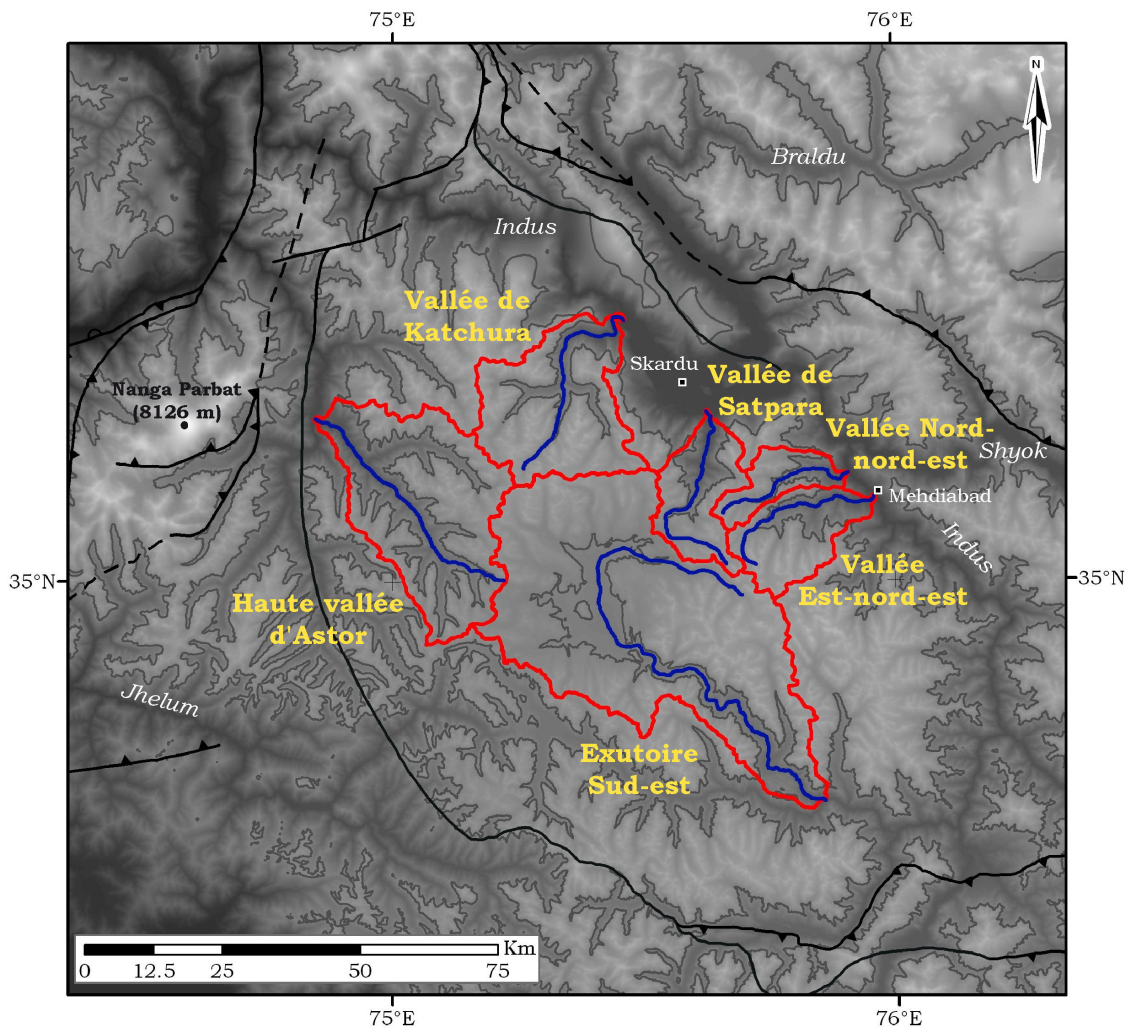 75°E
76°E
N
Braldu
Indus
Vallée de
Katchura
Skardu
Vallée de
Satpara
Nanga Parbat
(8126 m)
Vallée Nord-
nord-est
Shyok
Mehdiabad
Indus
35°N
35°N
Vallée
Est-nord-est
Haute vallée
d'Astor
Jhelum
Exutoire
Sud-est
Km
0
12.5
25
50
75
75°E
76°E